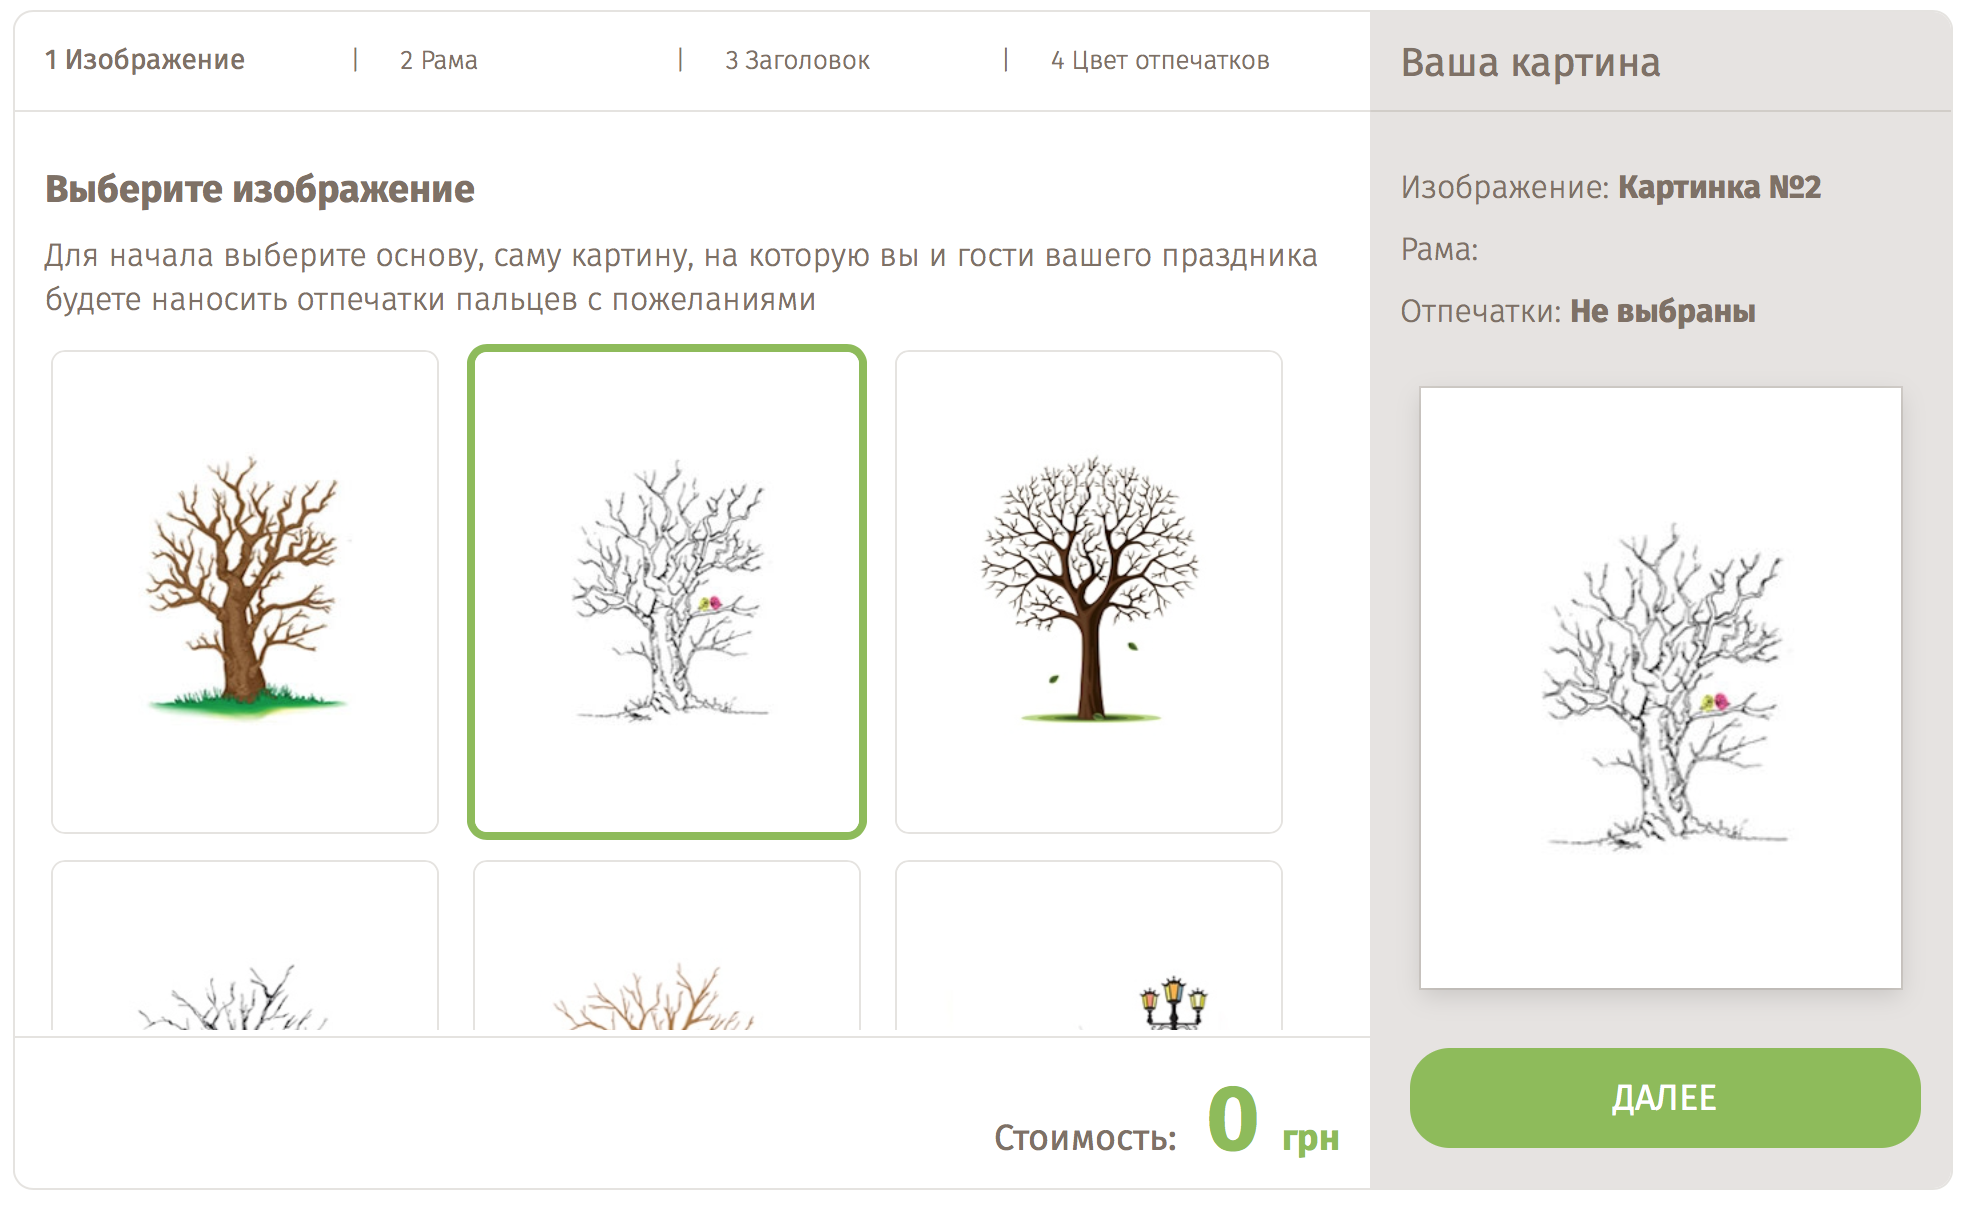 1 Изображение | 2 Рама | 3 Заголовок | 4 Цвет отпечатков
Выберите изображение
Для начала выберите основу, саму картину, на которую вы и гости вашего праздника
будете наносить отпечатки пальцев с пожеланиями
Стоимость: 0 грн
Ваша картина
Изображение: Картинка №2
Рама:
Отпечатки: Не выбраны
ДАЛЕЕ